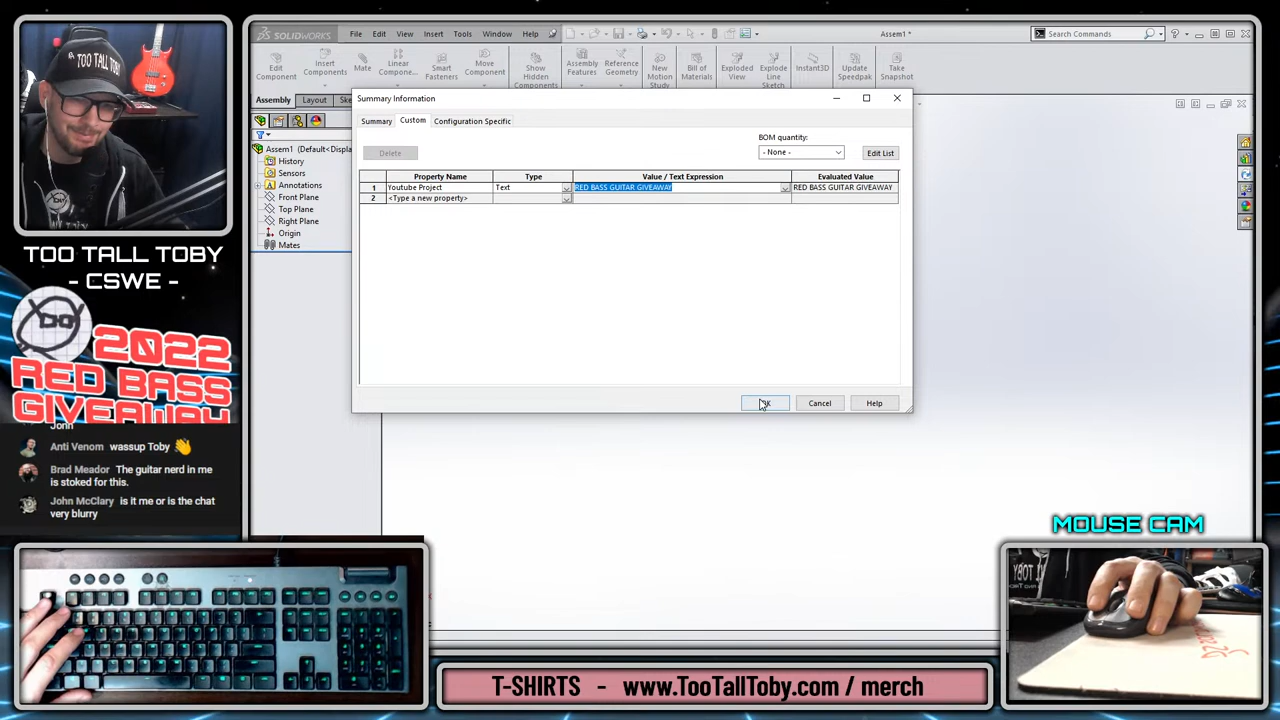 TOO TALL TOBY
TOO TALL TOBY
- CSWE -
2022
RED BASS
GIVEAWAY
John
Anti Venom wassup Toby 👋
Brad Meador The guitar nerd in me
is stoked for this.
John McClary is it me or is the chat
very blurry
SOLIDWORKS
File Edit View Insert Tools Window Help
Assem1 *
Search Commands
Edit Component
Insert Components
Mate
Linear Compone...
Smart Fasteners
Move Component
Show Hidden Components
Assembly Features
Reference Geometry
New Motion Study
Bill of Materials
Exploded View
Explode Line Sketch
Instant3D
Update Speedpak
Take Snapshot
Assembly Layout Ske
Assem1 (Default<Displa
History
Sensors
Annotations
Front Plane
Top Plane
Right Plane
Origin
Mates
Summary Information
Summary Custom Configuration Specific
BOM quantity:
Delete - None - Edit List
Property Name Type Value / Text Expression Evaluated Value
1 Youtube Project Text RED BASS GUITAR GIVEAWAY RED BASS GUITAR GIVEAWAY
2 <Type a new property>
OK Cancel Help
MOUSE CAM
T-SHIRTS - www.TooTallToby.com / merch